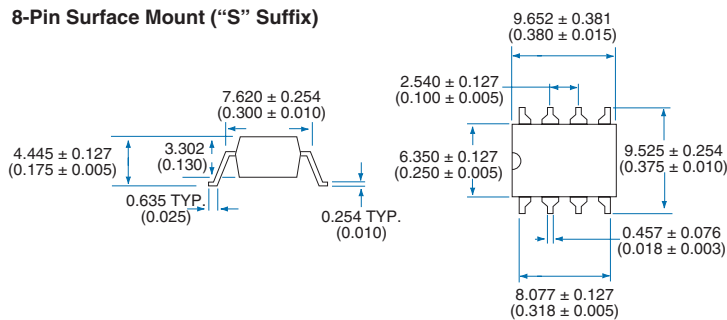 8-Pin Surface Mount (“S” Suffix)
7.620 ± 0.254
(0.300 ± 0.010)
4.445 ± 0.127
(0.175 ± 0.005)
3.302
(0.130)
0.635 TYP.
(0.025)
0.254 TYP.
(0.010)
9.652 ± 0.381
(0.380 ± 0.015)
2.540 ± 0.127
(0.100 ± 0.005)
6.350 ± 0.127
(0.250 ± 0.005)
9.525 ± 0.254
(0.375 ± 0.010)
0.457 ± 0.076
(0.018 ± 0.003)
8.077 ± 0.127
(0.318 ± 0.005)